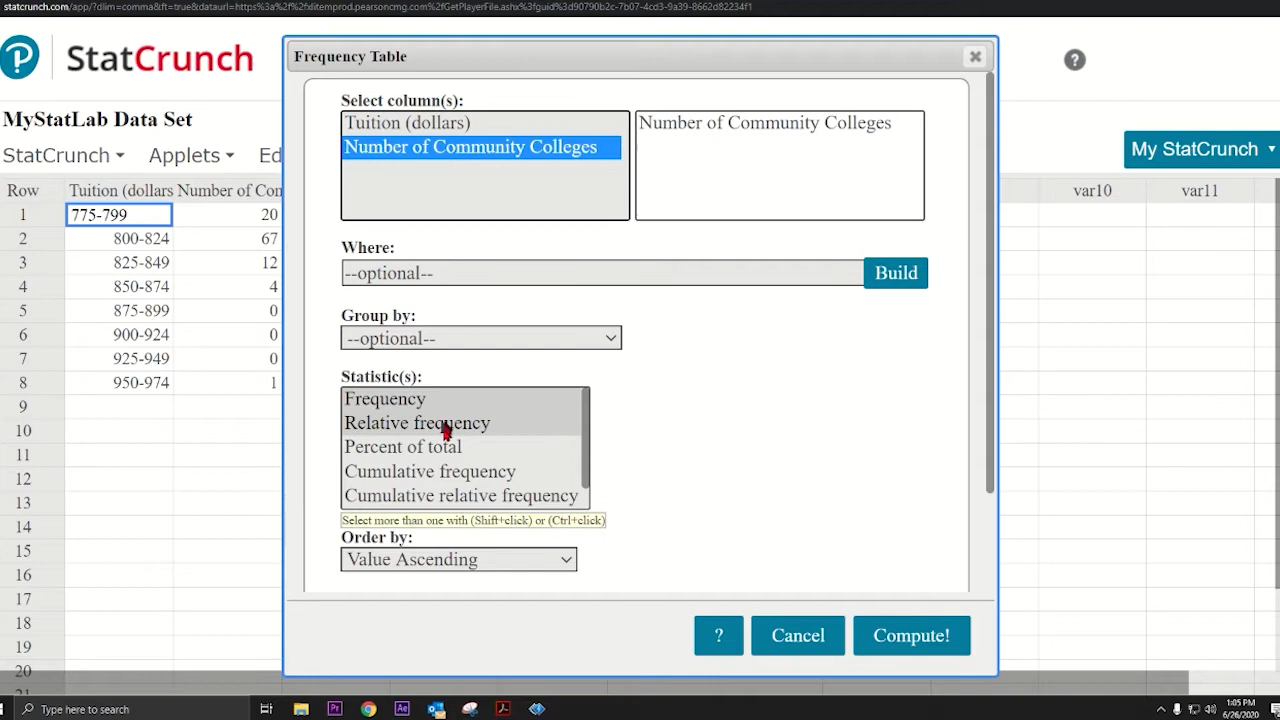 statcrunch.com/app/?dlim=comma&ft=true&dataurl=https%3a%2f%2fxlitemprod.pearsoncmg.com%2fGetPlayerFile.ashx%3fguid%3d90790b2c-7b07-4cd3-9a39-8662d82234f1
P
StatCrunch
?
MyStatLab Data Set
StatCrunch
Applets
Ed
My StatCrunch
Row
Tuition (dollars
Number of Con
var10
var11
1
775-799
20
2
800-824
67
3
825-849
12
4
850-874
4
5
875-899
0
6
900-924
0
7
925-949
0
8
950-974
1
9
10
11
12
13
14
15
16
17
18
19
20
21
Frequency Table
Select column(s):
Tuition (dollars)
Number of Community Colleges
Number of Community Colleges
Where:
--optional--
Build
Group by:
--optional--
Statistic(s):
Frequency
Relative frequency
Percent of total
Cumulative frequency
Cumulative relative frequency
Select more than one with (Shift+click) or (Ctrl+click)
Order by:
Value Ascending
?
Cancel
Compute!
Type here to search
Pr
Ae
1:05 PM
6/26/2020